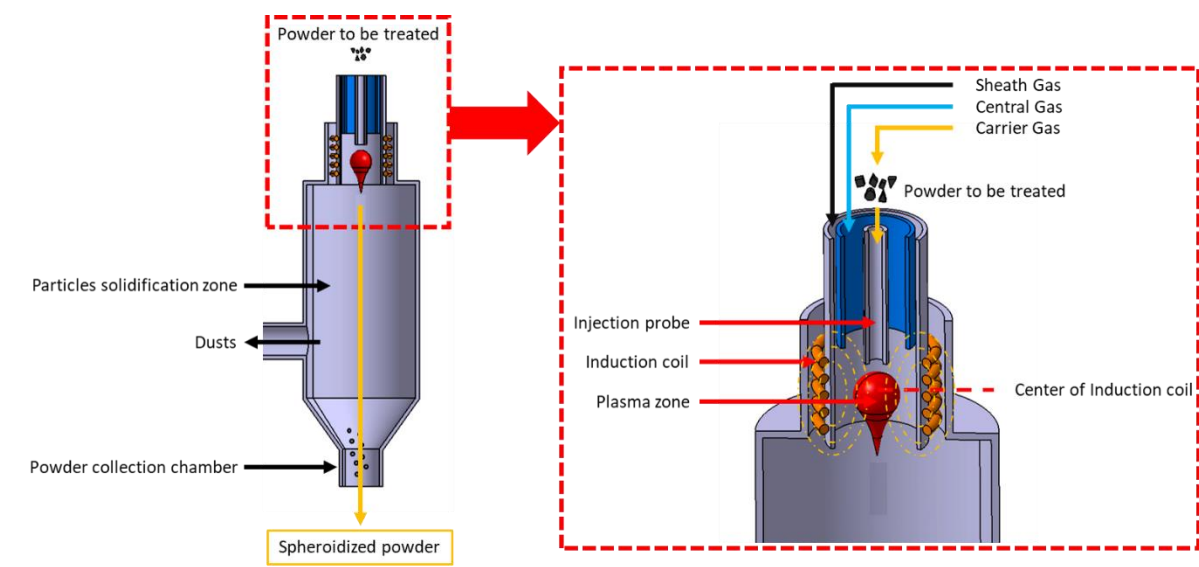 Powder to be treated
Particles solidification zone
Dusts
Powder collection chamber
Spheroidized powder
Sheath Gas
Central Gas
Carrier Gas
Powder to be treated
Injection probe
Induction coil
Plasma zone
Center of Induction coil